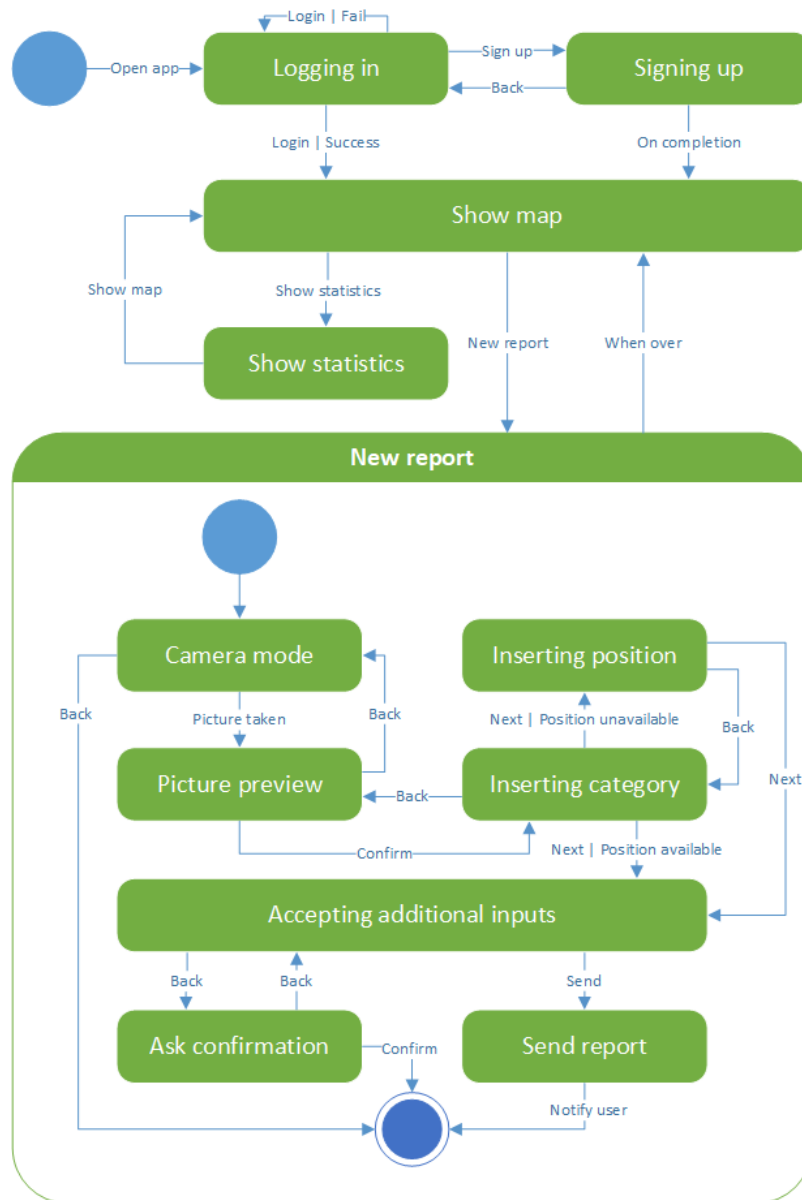 Login | Fail
Open app
Logging in
Sign up
Back
Signing up
Login | Success
On completion
Show map
Show map
Show statistics
Show statistics
New report
When over
New report
Camera mode
Inserting position
Back
Picture taken
Back
Next | Position unavailable
Back
Next
Picture preview
Back
Inserting category
Confirm
Next | Position available
Accepting additional inputs
Back
Back
Send
Ask confirmation
Confirm
Send report
Notify user